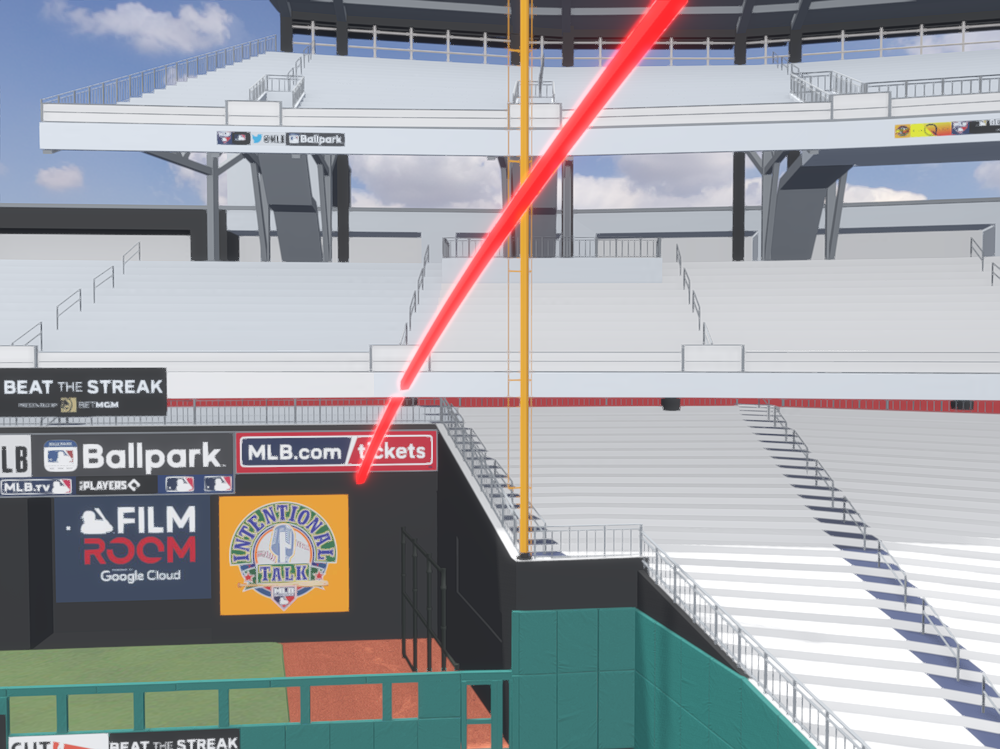 @MLB Ballpark
BEAT THE STREAK
BETMGM
LB Ballpark
MLB.com/tickets
MLB.TV PLAYERS
FILM
ROOM
Google Cloud
INTENTIONAL
TALK
MLB
BEAT THE STREAK